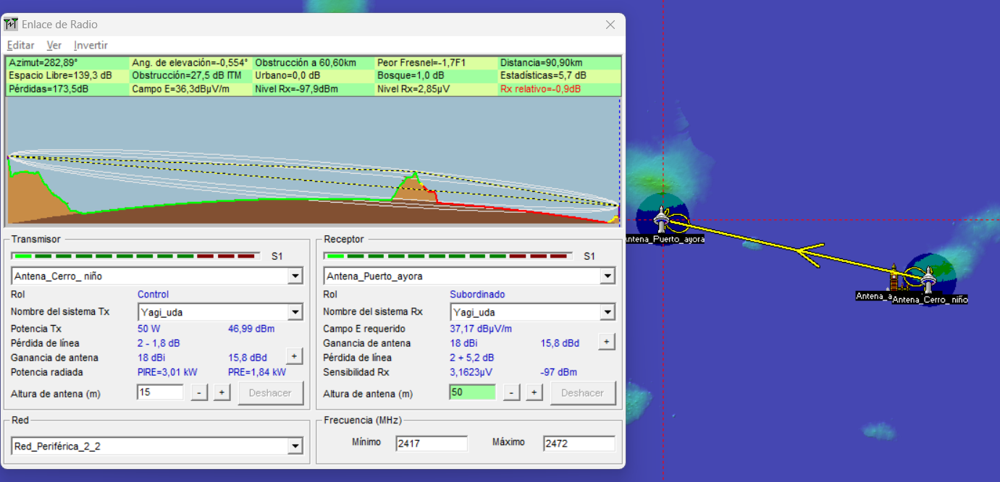 Enlace de Radio
Editar Ver Invertir
Azimut=282,89° Ang. de elevación=-0,554° Obstrucción a 60,60km Peor Fresnel=-1,7F1 Distancia=90,90km
Espacio Libre=139,3 dB Obstrucción=27,5 dB ITM Urbano=0,0 dB Bosque=1,0 dB Estadísticas=5,7 dB
Pérdidas=173,5dB Campo E=36,3dBµV/m Nivel Rx=-97,9dBm Nivel Rx=2,85µV Rx relativo=-0,9dB
Transmisor
S1
Antena_Cerro_ niño
Rol Control
Nombre del sistema Tx Yagi_uda
Potencia Tx 50 W 46,99 dBm
Pérdida de línea 2 - 1,8 dB
Ganancia de antena 18 dBi 15,8 dBd +
Potencia radiada PIRE=3,01 kW PRE=1,84 kW
Altura de antena (m) 15 - + Deshacer
Receptor
S1
Antena_Puerto_ayora
Rol Subordinado
Nombre del sistema Rx Yagi_uda
Campo E requerido 37,17 dBµV/m
Ganancia de antena 18 dBi 15,8 dBd +
Pérdida de línea 2 + 5,2 dB
Sensibilidad Rx 3,1623µV -97 dBm
Altura de antena (m) 50 - + Deshacer
Red
Red_Periférica_2_2
Frecuencia (MHz)
Mínimo 2417 Máximo 2472
ntena_Puerto_ayora
Antena_a
Antena_Cerro_ niño